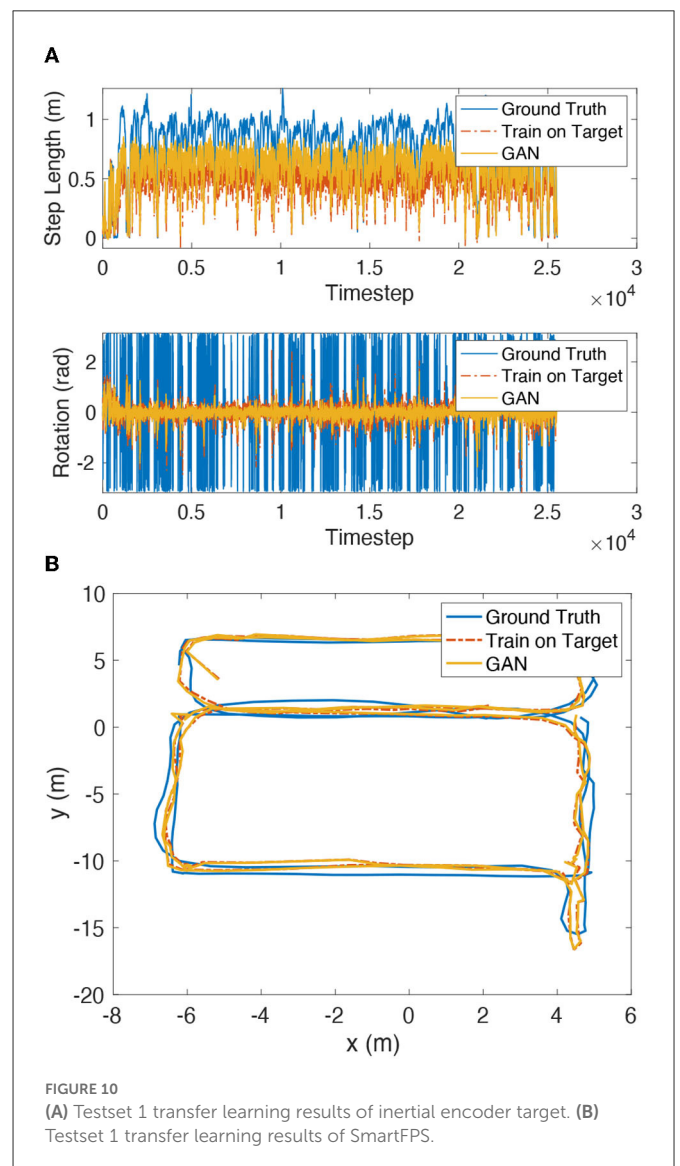 A
Step Length (m)
1
0.5
0
Ground Truth
Train on Target
GAN
0 0.5 1 1.5 2 2.5 3
Timestep
×10⁴
Rotation (rad)
2
0
-2
Ground Truth
Train on Target
GAN
0 0.5 1 1.5 2 2.5 3
Timestep
×10⁴
B
y (m)
10
5
0
-5
-10
-15
-20
Ground Truth
Train on Target
GAN
-8 -6 -4 -2 0 2 4 6
x (m)
FIGURE 10
(A) Testset 1 transfer learning results of inertial encoder target. (B)
Testset 1 transfer learning results of SmartFPS.